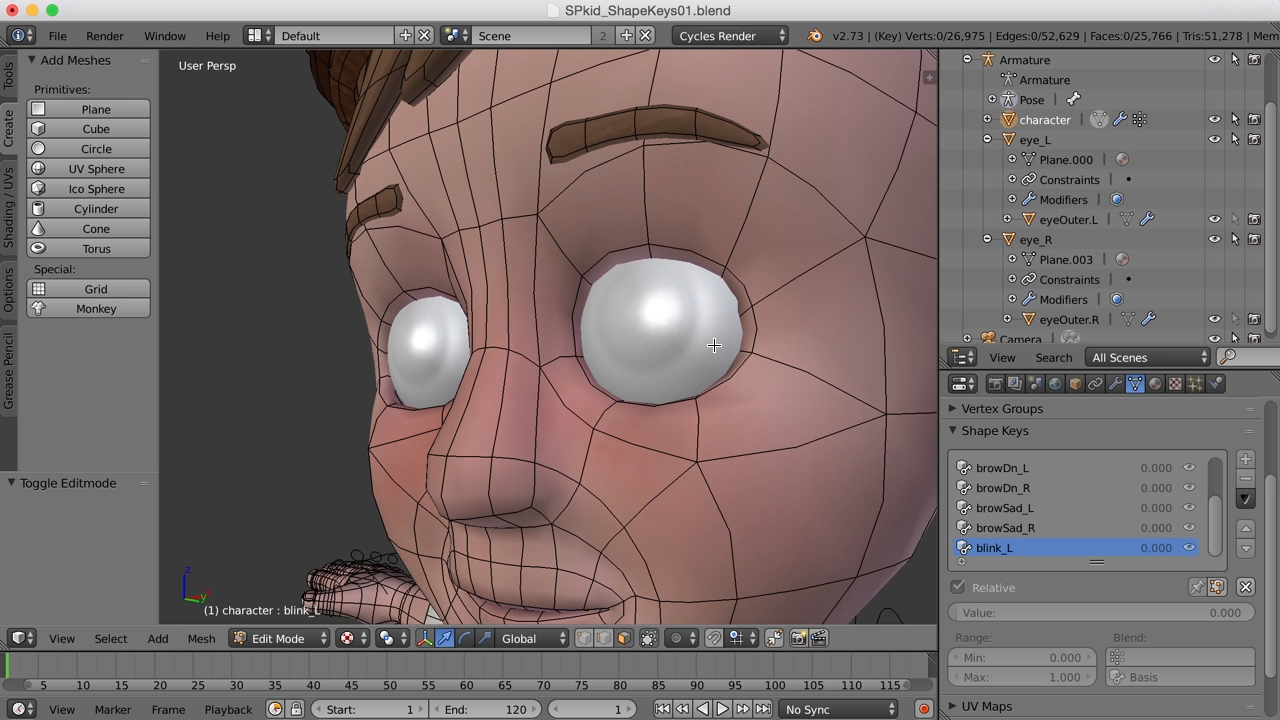 SPkid_ShapeKeys01.blend
File Render Window Help Default Scene 2 Cycles Render v2.73 | (Key) Verts:0/26,975 | Edges:0/52,629 | Faces:0/25,766 | Tris:51,278 | Mem
Tools
Create
Shading / UVs
Options
Grease Pencil
Add Meshes
Primitives:
Plane
Cube
Circle
UV Sphere
Ico Sphere
Cylinder
Cone
Torus
Special:
Grid
Monkey
Toggle Editmode
User Persp
z
y
(1) character : blink_L
View Select Add Mesh Edit Mode Global
5 10 15 20 25 30 35 40 45 50 55 60 65 70 75 80 85 90 95 100 105 110 115
View Marker Frame Playback Start: 1 End: 120 1 No Sync
Armature
Armature
Pose
character
eye_L
Plane.000
Constraints
Modifiers
eyeOuter.L
eye_R
Plane.003
Constraints
Modifiers
eyeOuter.R
Camera
View Search All Scenes
Vertex Groups
Shape Keys
browDn_L 0.000
browDn_R 0.000
browSad_L 0.000
browSad_R 0.000
blink_L 0.000
Relative
Value: 0.000
Range: Blend:
Min: 0.000
Max: 1.000 Basis
UV Maps